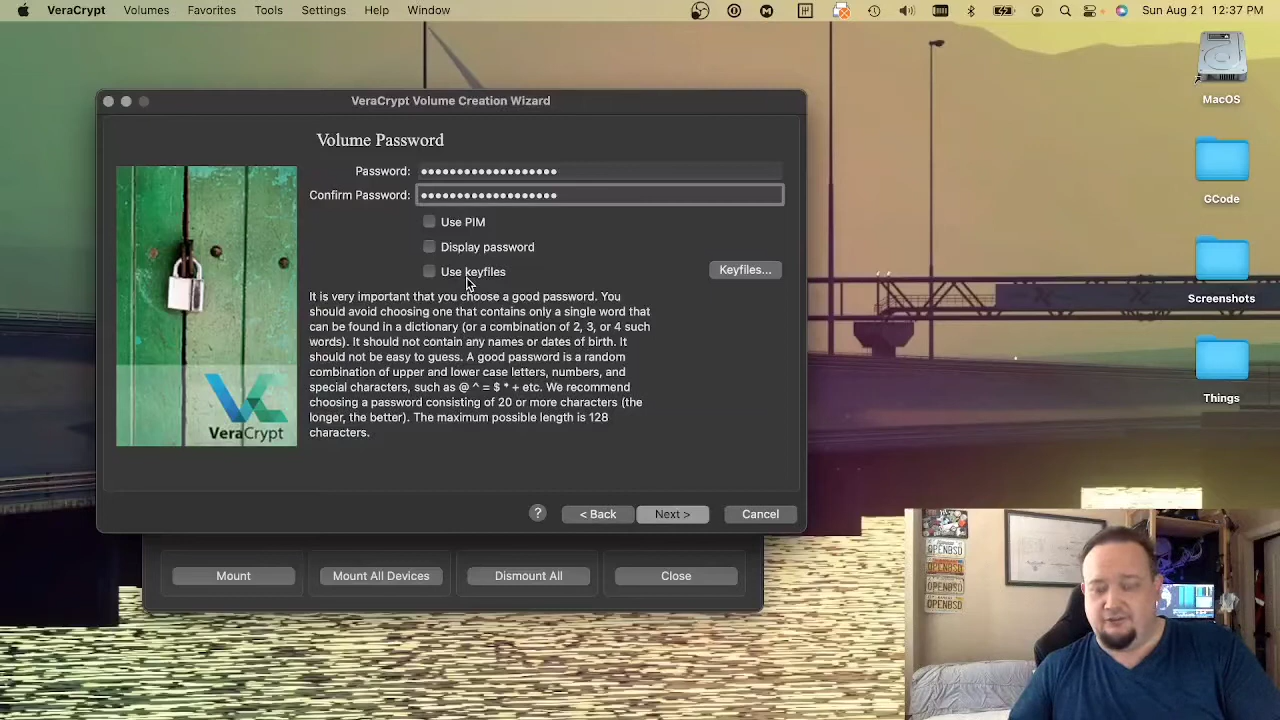 VeraCrypt Volumes Favorites Tools Settings Help Window Sun Aug 21 12:37 PM
MacOS
GCode
Screenshots
Things
VeraCrypt Volume Creation Wizard
Volume Password
Password: ●●●●●●●●●●●●●●●●●●●
Confirm Password: ●●●●●●●●●●●●●●●●●●●
Use PIM
Display password
Use keyfiles
Keyfiles...
It is very important that you choose a good password. You
should avoid choosing one that contains only a single word that
can be found in a dictionary (or a combination of 2, 3, or 4 such
words). It should not contain any names or dates of birth. It
should not be easy to guess. A good password is a random
combination of upper and lower case letters, numbers, and
special characters, such as @ ^ = $ * + etc. We recommend
choosing a password consisting of 20 or more characters (the
longer, the better). The maximum possible length is 128
characters.
VeraCrypt
? < Back Next > Cancel
Mount Mount All Devices Dismount All Close
OPENBSD
OPENBSD
OPENBSD
OPENBSD